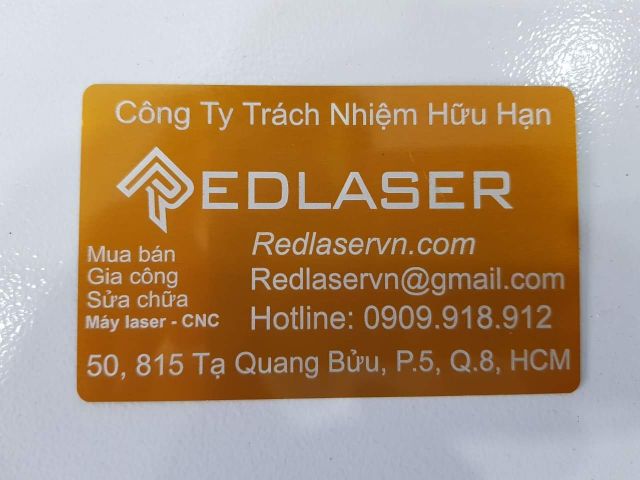 Công Ty Trách Nhiệm Hữu Hạn
REDLASER
Mua bán
Gia công
Sửa chữa
Máy laser - CNC
Redlaservn.com
Redlaservn@gmail.com
Hotline: 0909.918.912
50, 815 Tạ Quang Bửu, P.5, Q.8, HCM